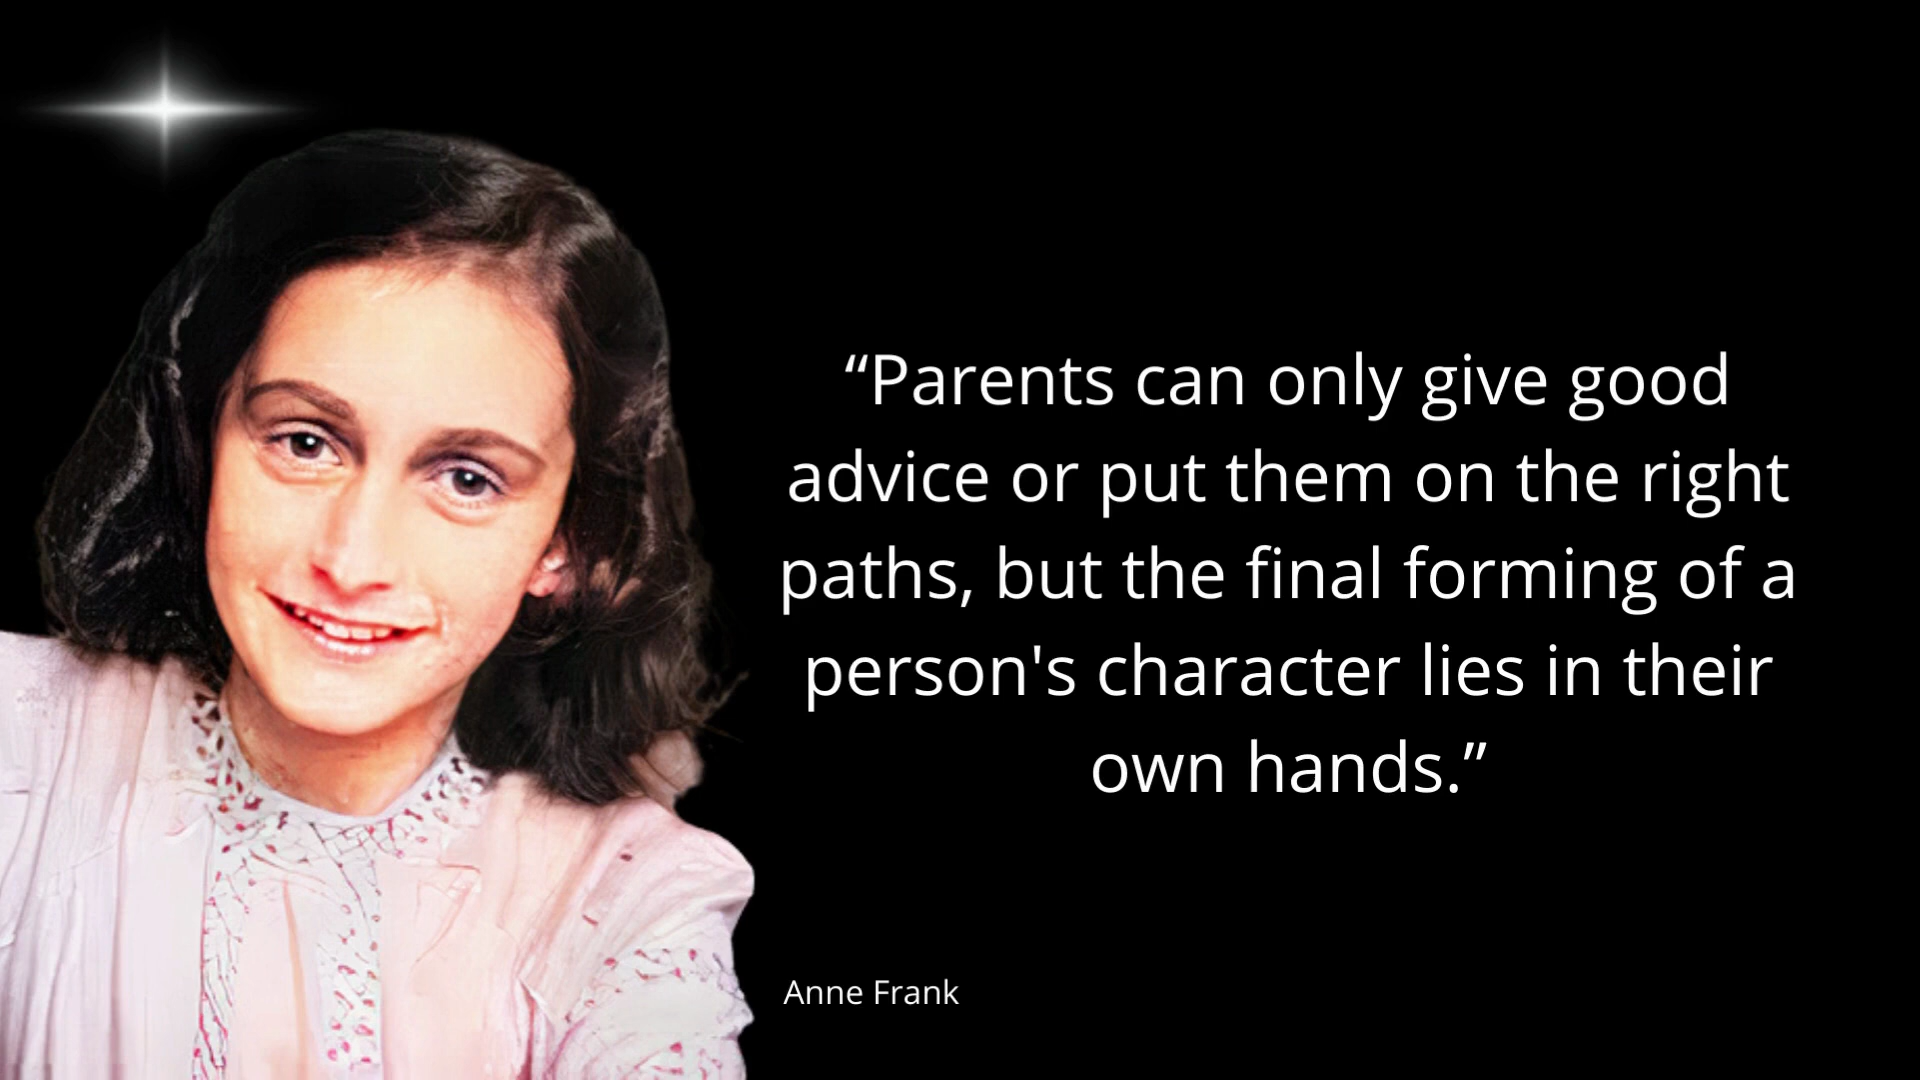 “Parents can only give good
advice or put them on the right
paths, but the final forming of a
person's character lies in their
own hands.”
Anne Frank